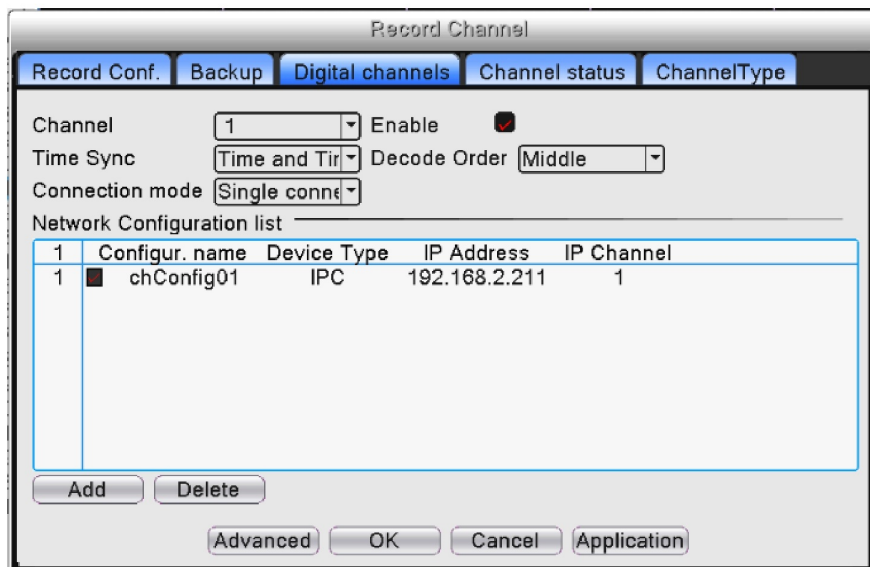 Record Channel
Record Conf. Backup Digital channels Channel status ChannelType
Channel 1 Enable
Time Sync Time and Tir Decode Order Middle
Connection mode Single conne
Network Configuration list
1 Configur. name Device Type IP Address IP Channel
1 chConfig01 IPC 192.168.2.211 1
Add Delete
Advanced OK Cancel Application